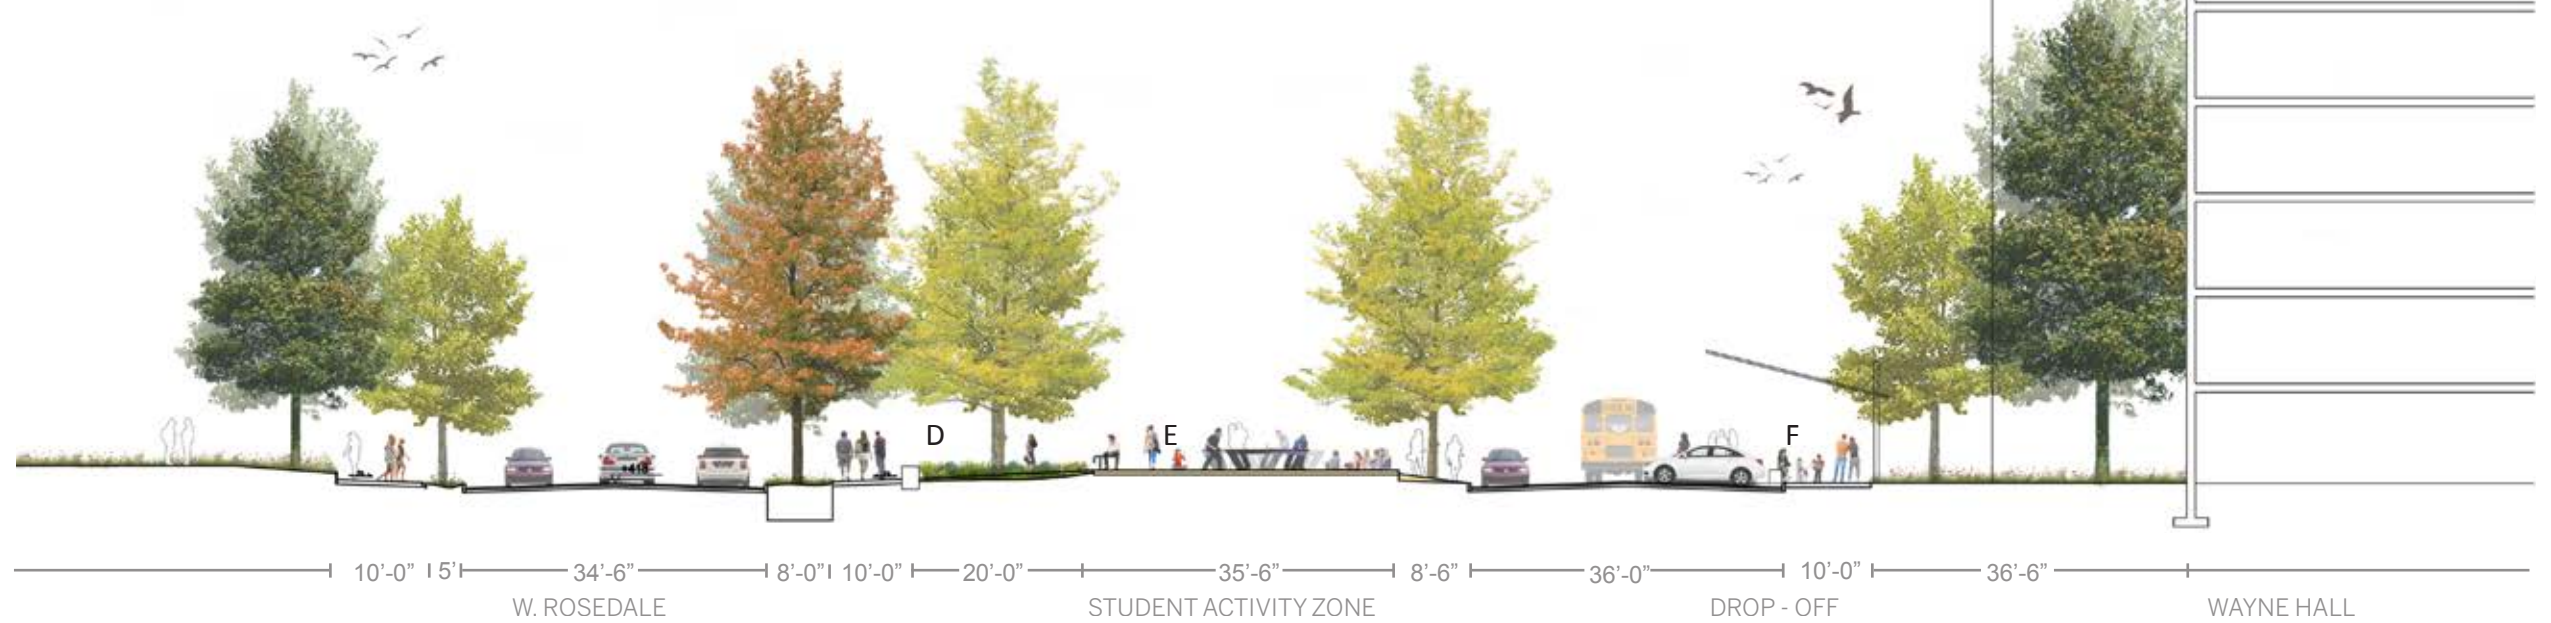 D
E
F
+418
10’-0” 5’ 34’-6” 8’-0” 10’-0” 20’-0” 35’-6” 8’-6” 36’-0” 10’-0” 36’-6”
W. ROSEDALE STUDENT ACTIVITY ZONE DROP - OFF WAYNE HALL